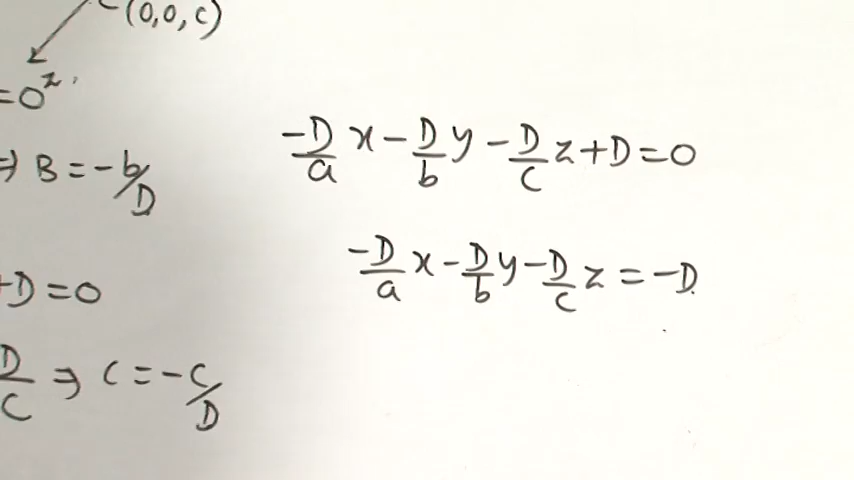 (0,0,c)
z
=0
⇒ B = -b/D
-D/a x - D/b y - D/c z + D = 0
-D/a x - D/b y - D/c z = -D
+D=0
D/C ⇒ C = -C/D